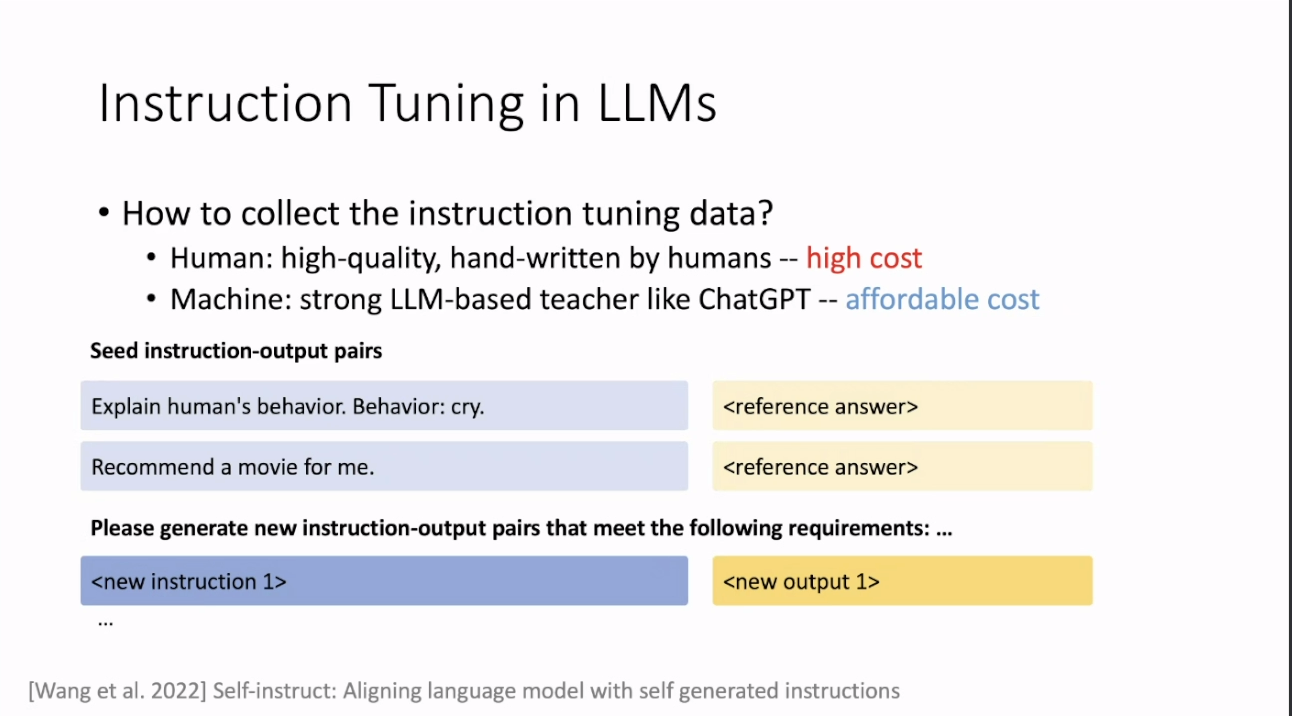 Instruction Tuning in LLMs
• How to collect the instruction tuning data?
• Human: high-quality, hand-written by humans -- high cost
• Machine: strong LLM-based teacher like ChatGPT -- affordable cost
Seed instruction-output pairs
Explain human's behavior. Behavior: cry. <reference answer>
Recommend a movie for me. <reference answer>
Please generate new instruction-output pairs that meet the following requirements: ...
<new instruction 1> <new output 1>
...
[Wang et al. 2022] Self-instruct: Aligning language model with self generated instructions